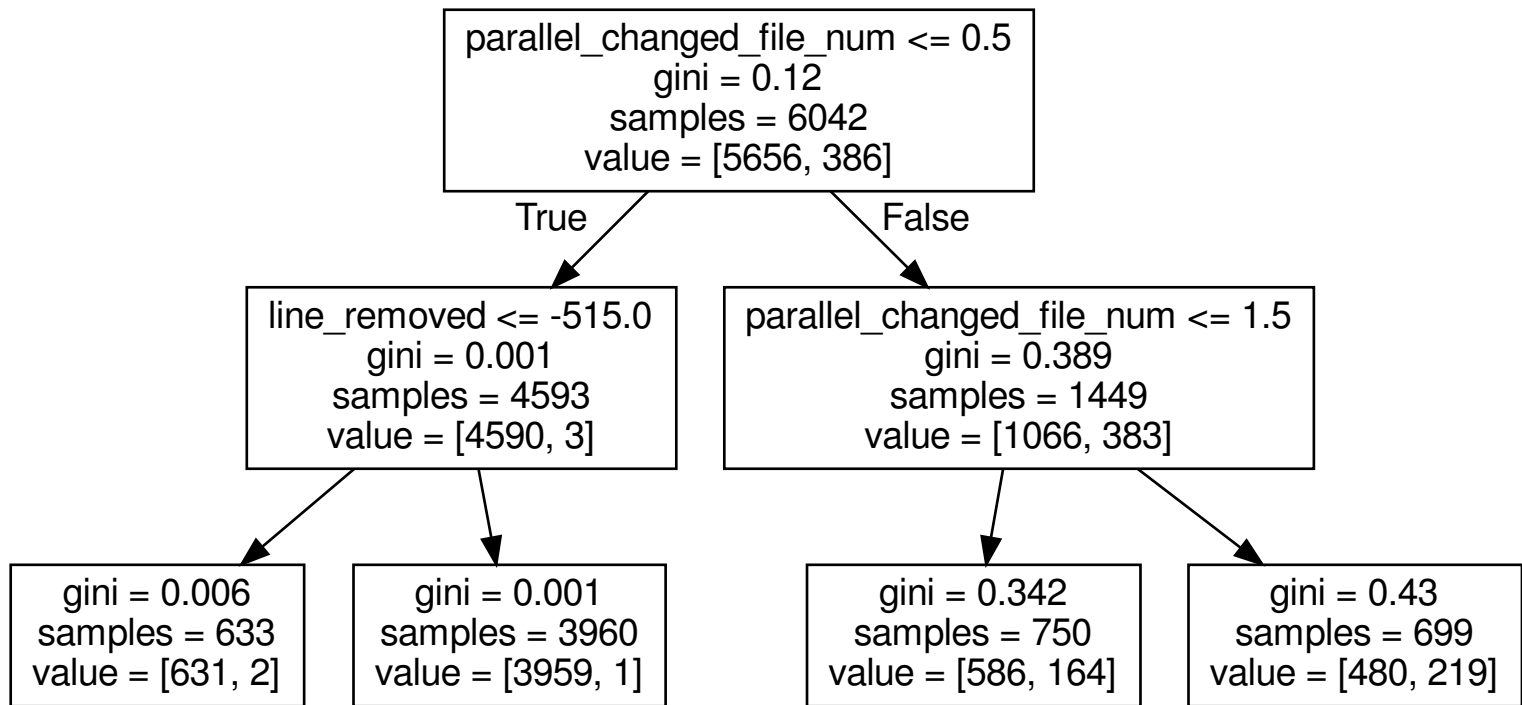 parallel_changed_file_num <= 0.5
gini = 0.12
samples = 6042
value = [5656, 386]
True
False
line_removed <= -515.0
gini = 0.001
samples = 4593
value = [4590, 3]
parallel_changed_file_num <= 1.5
gini = 0.389
samples = 1449
value = [1066, 383]
gini = 0.006
samples = 633
value = [631, 2]
gini = 0.001
samples = 3960
value = [3959, 1]
gini = 0.342
samples = 750
value = [586, 164]
gini = 0.43
samples = 699
value = [480, 219]